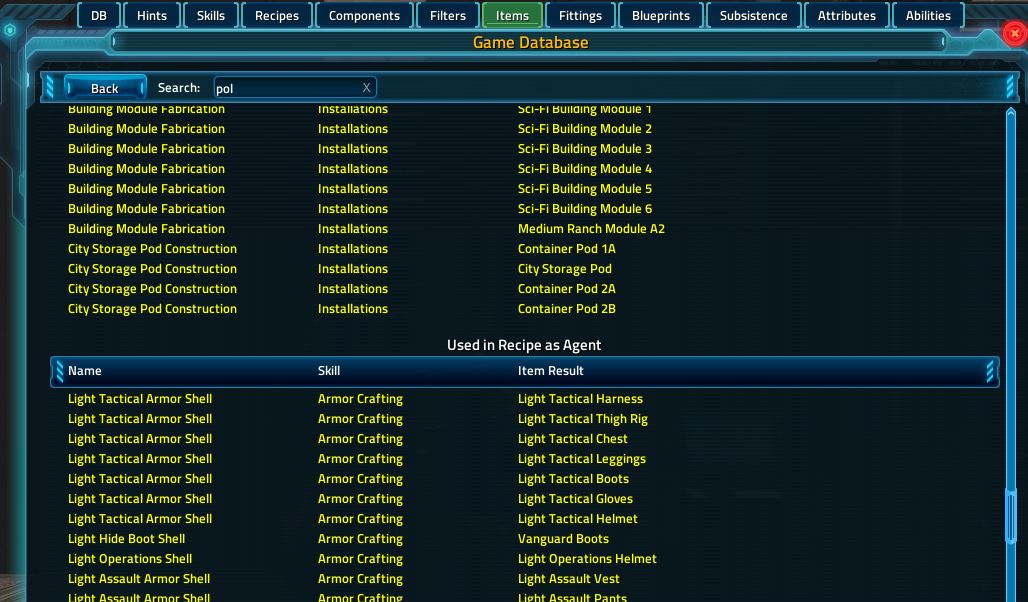 DB Hints Skills Recipes Components Filters Items Fittings Blueprints Subsistence Attributes Abilities
Game Database
Back Search: pol X
Building Module Fabrication Installations Sci-Fi Building Module 1
Building Module Fabrication Installations Sci-Fi Building Module 2
Building Module Fabrication Installations Sci-Fi Building Module 3
Building Module Fabrication Installations Sci-Fi Building Module 4
Building Module Fabrication Installations Sci-Fi Building Module 5
Building Module Fabrication Installations Sci-Fi Building Module 6
Building Module Fabrication Installations Medium Ranch Module A2
City Storage Pod Construction Installations Container Pod 1A
City Storage Pod Construction Installations City Storage Pod
City Storage Pod Construction Installations Container Pod 2A
City Storage Pod Construction Installations Container Pod 2B
Used in Recipe as Agent
Name Skill Item Result
Light Tactical Armor Shell Armor Crafting Light Tactical Harness
Light Tactical Armor Shell Armor Crafting Light Tactical Thigh Rig
Light Tactical Armor Shell Armor Crafting Light Tactical Chest
Light Tactical Armor Shell Armor Crafting Light Tactical Leggings
Light Tactical Armor Shell Armor Crafting Light Tactical Boots
Light Tactical Armor Shell Armor Crafting Light Tactical Gloves
Light Tactical Armor Shell Armor Crafting Light Tactical Helmet
Light Hide Boot Shell Armor Crafting Vanguard Boots
Light Operations Shell Armor Crafting Light Operations Helmet
Light Assault Armor Shell Armor Crafting Light Assault Vest
Light Assault Armor Shell Armor Crafting Light Assault Pants